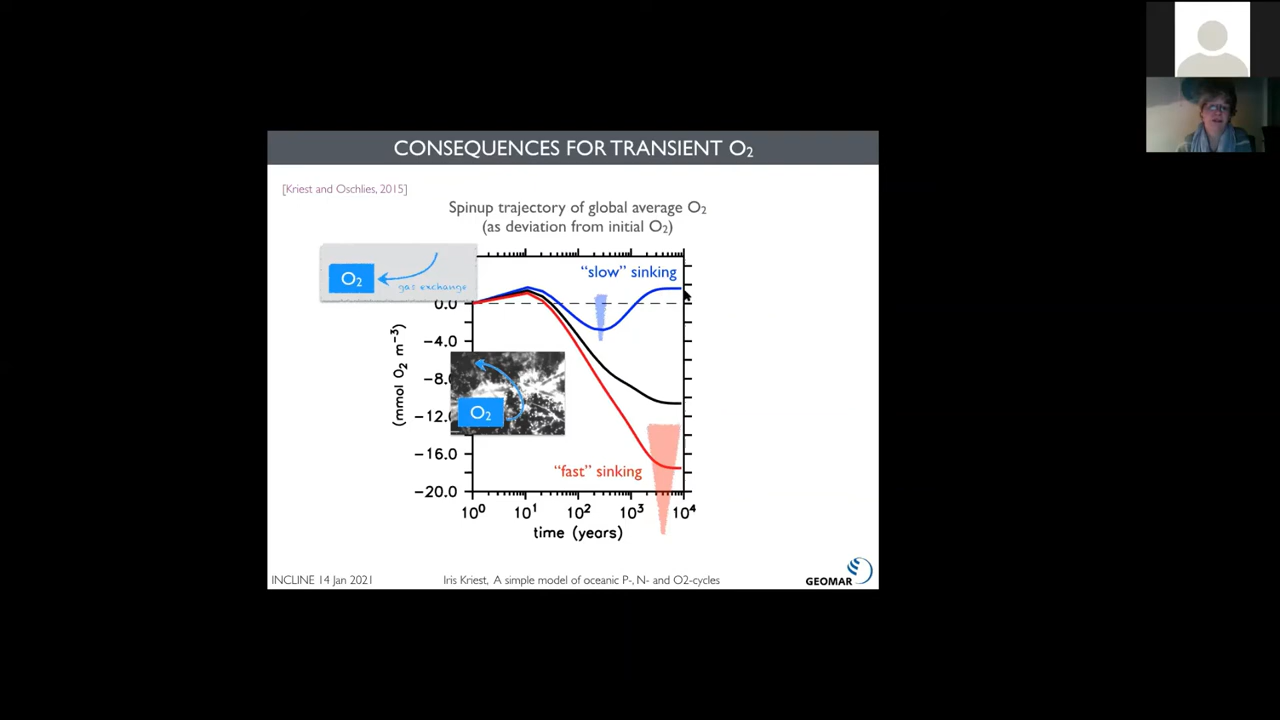 CONSEQUENCES FOR TRANSIENT O₂
[Kriest and Oschlies, 2015]
Spinup trajectory of global average O₂
(as deviation from initial O₂)
"slow" sinking
O₂
gas exchange
0.0
−4.0
−8.0
−12.0
−16.0
−20.0
(mmol O₂ m⁻³)
O₂
"fast" sinking
10⁰ 10¹ 10² 10³ 10⁴
time (years)
INCLINE 14 Jan 2021
Iris Kriest, A simple model of oceanic P-, N- and O2-cycles
GEOMAR